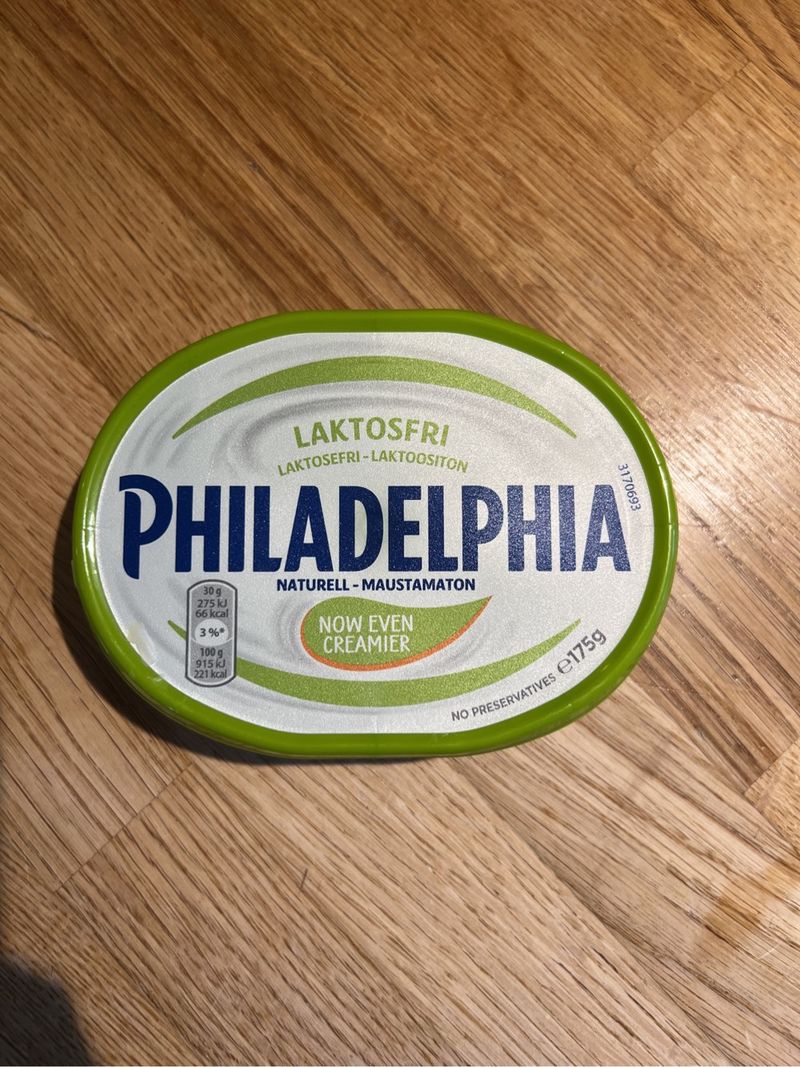 LAKTOSFRI
LAKTOSEFRI - LAKTOOSITON
PHILADELPHIA
3170693
NATURELL - MAUSTAMATON
NOW EVEN
CREAMIER
30 g
275 kJ
66 kcal
3 %*
100 g
915 kJ
221 kcal
NO PRESERVATIVES ℮175g